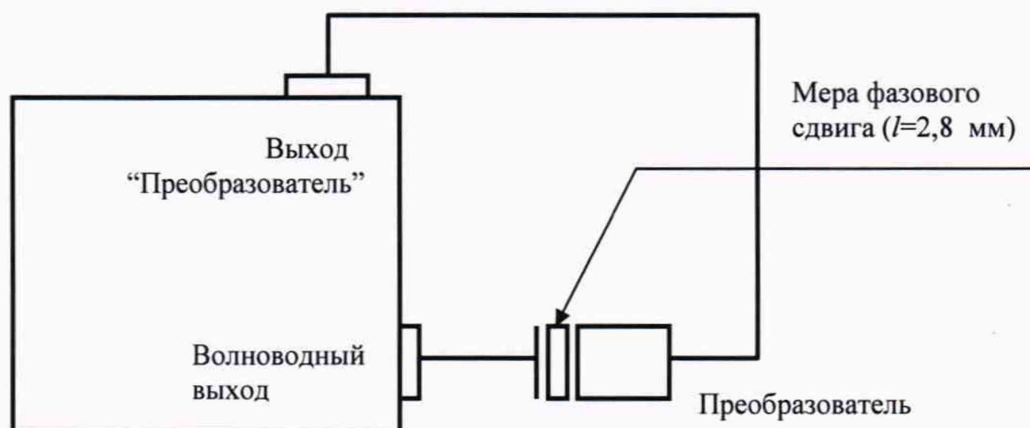 Мера фазового
сдвига (l=2,8 мм)
Выход
“Преобразователь”
Волноводный
выход
Преобразователь